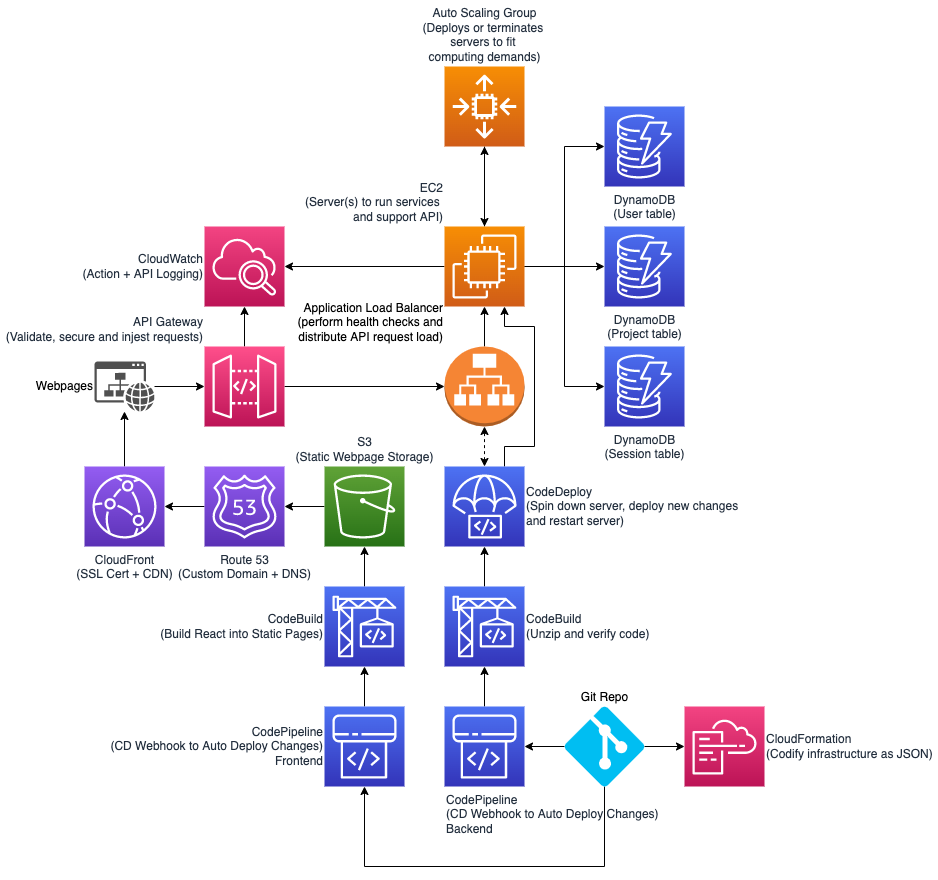 Auto Scaling Group
(Deploys or terminates
servers to fit
computing demands)
EC2
(Server(s) to run services
and support API)
DynamoDB
(User table)
CloudWatch
(Action + API Logging)
DynamoDB
(Project table)
Application Load Balancer
(perform health checks and
distribute API request load)
API Gateway
(Validate, secure and injest requests)
Webpages
DynamoDB
(Session table)
S3
(Static Webpage Storage)
53
CodeDeploy
(Spin down server, deploy new changes
and restart server)
CloudFront
(SSL Cert + CDN)
Route 53
(Custom Domain + DNS)
CodeBuild
(Build React into Static Pages)
CodeBuild
(Unzip and verify code)
Git Repo
CodePipeline
(CD Webhook to Auto Deploy Changes)
Frontend
CloudFormation
(Codify infrastructure as JSON)
CodePipeline
(CD Webhook to Auto Deploy Changes)
Backend